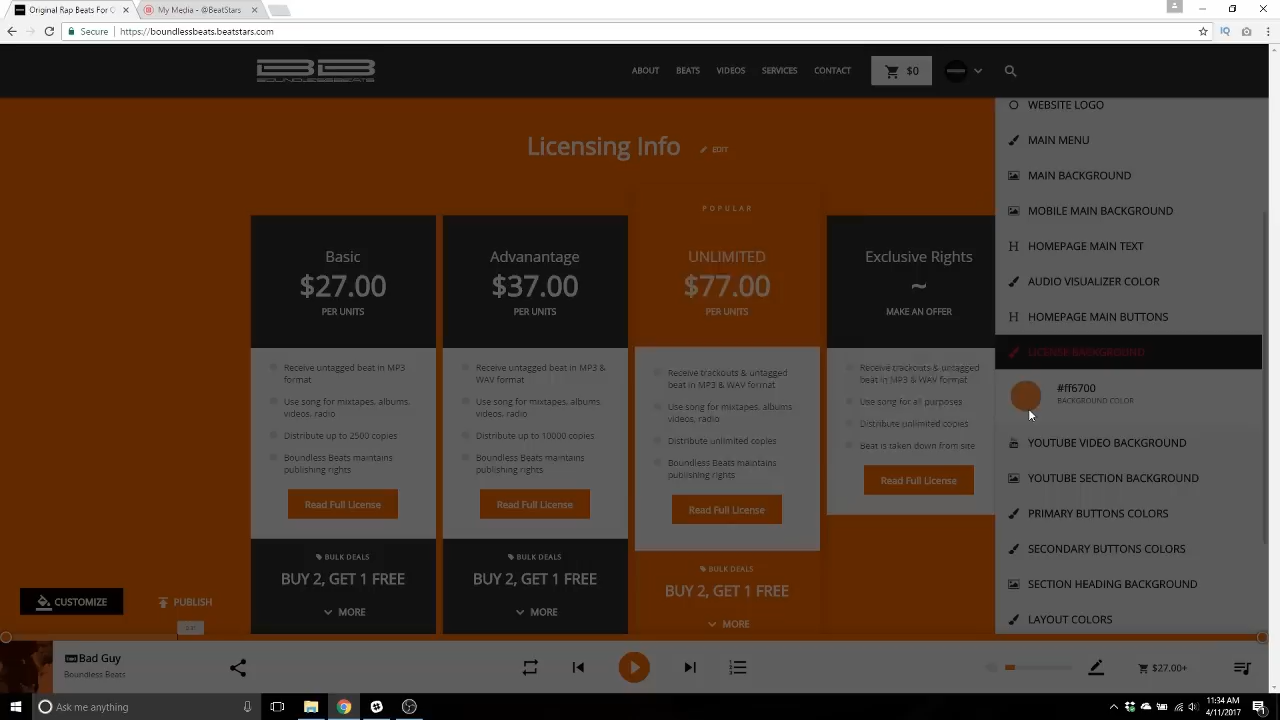 Original Rap Beats For C
My Media - @BeatStars
Secure
https://boundlessbeats.beatstars.com
BB
BOUNDLESSBEATS
ABOUT
BEATS
VIDEOS
SERVICES
CONTACT
$0
Licensing Info
EDIT
POPULAR
Basic
$27.00
PER UNITS
Receive untagged beat in MP3
format
Use song for mixtapes, albums,
videos, radio
Distribute up to 2500 copies
Boundless Beats maintains
publishing rights
Read Full License
BULK DEALS
BUY 2, GET 1 FREE
MORE
Advanantage
$37.00
PER UNITS
Receive untagged beat in MP3 &
WAV format
Use song for mixtapes, albums,
videos, radio
Distribute up to 10000 copies
Boundless Beats maintains
publishing rights
Read Full License
BULK DEALS
BUY 2, GET 1 FREE
MORE
UNLIMITED
$77.00
PER UNITS
Receive trackouts & untagged
beat in MP3 & WAV format
Use song for mixtapes, albums,
videos, radio
Distribute unlimited copies
Boundless Beats maintains
publishing rights
Read Full License
BULK DEALS
BUY 2, GET 1 FREE
MORE
Exclusive Rights
~
MAKE AN OFFER
Receive trackouts & untagged
beat in MP3 & WAV format
Use song for all purposes
Distribute unlimited copies
Beat is taken down from site
Read Full License
WEBSITE LOGO
MAIN MENU
MAIN BACKGROUND
MOBILE MAIN BACKGROUND
HOMEPAGE MAIN TEXT
AUDIO VISUALIZER COLOR
HOMEPAGE MAIN BUTTONS
LICENSE BACKGROUND
#ff6700
BACKGROUND COLOR
YOUTUBE VIDEO BACKGROUND
YOUTUBE SECTION BACKGROUND
PRIMARY BUTTONS COLORS
SECONDARY BUTTONS COLORS
SECTION HEADING BACKGROUND
LAYOUT COLORS
CUSTOMIZE
PUBLISH
Bad Guy
Boundless Beats
$27.00+
Ask me anything
11:34 AM
4/11/2017